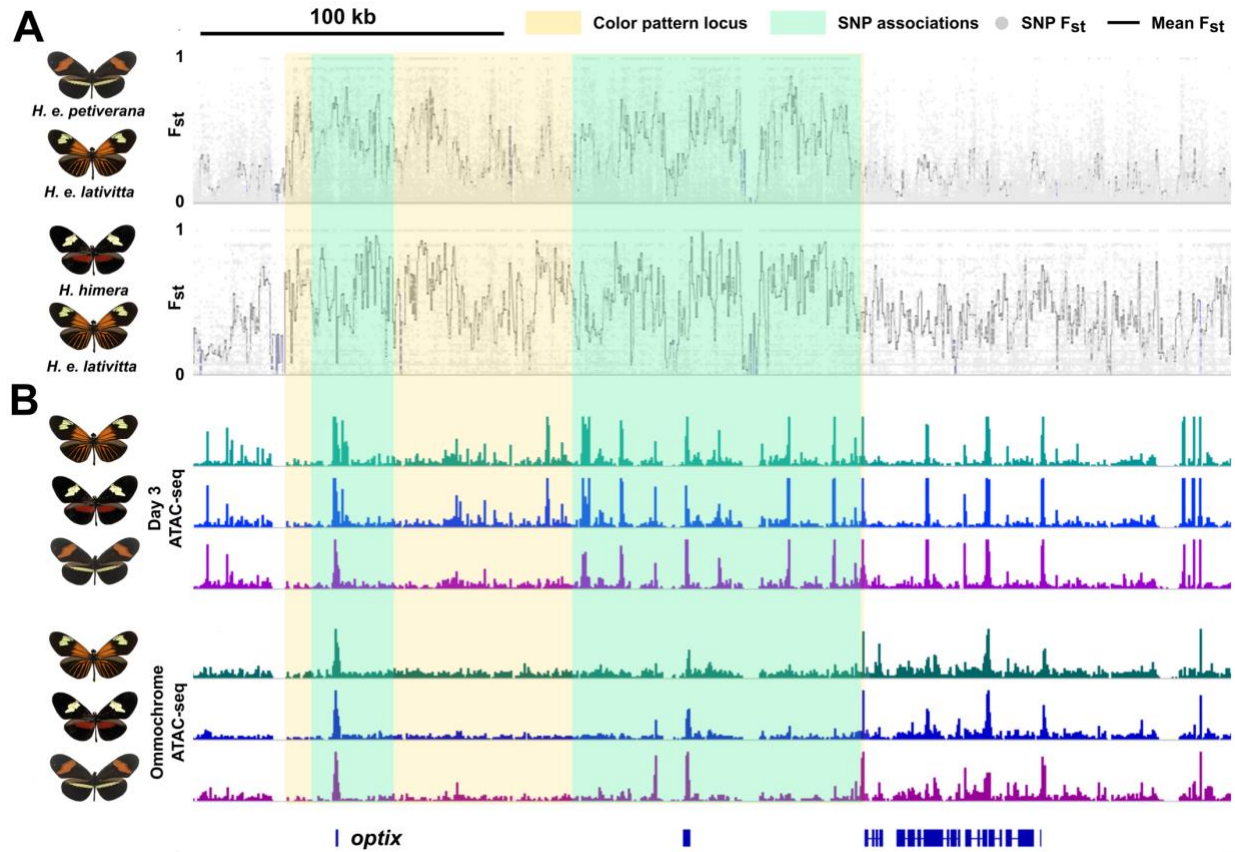 A
100 kb
Color pattern locus
SNP associations
SNP Fst
Mean Fst
H. e. petiverana
H. e. lativitta
1
Fst
0
H. himera
H. e. lativitta
1
Fst
0
B
Day 3
ATAC-seq
Ommochrome
ATAC-seq
optix